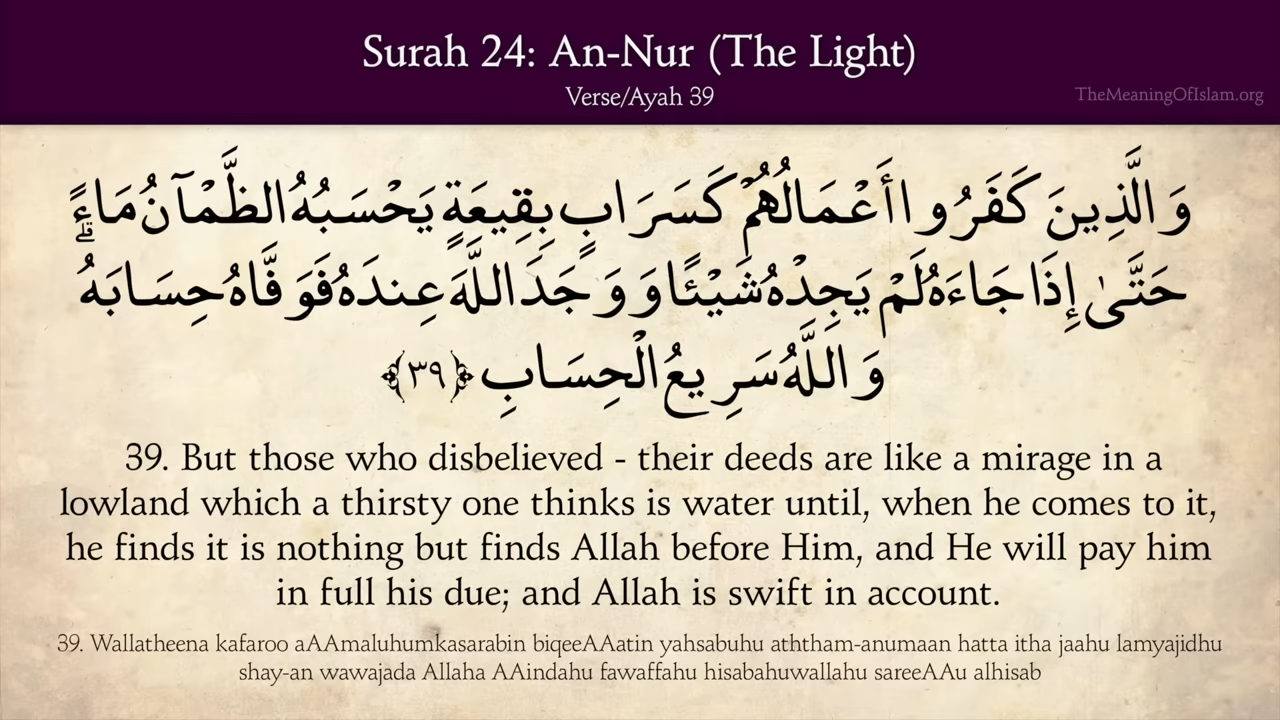 Surah 24: An-Nur (The Light)
Verse/Ayah 39
TheMeaningOfIslam.org
وَالَّذِينَ كَفَرُوا أَعْمَالُهُمْ كَسَرَابٍ بِقِيعَةٍ يَحْسَبُهُ الظَّمْآنُ مَاءً ۗ
حَتَّىٰ إِذَا جَاءَهُ لَمْ يَجِدْهُ شَيْئًا وَوَجَدَ اللَّهَ عِندَهُ فَوَفَّاهُ حِسَابَهُ
وَاللَّهُ سَرِيعُ الْحِسَابِ ﴿٣٩﴾
39. But those who disbelieved - their deeds are like a mirage in a
lowland which a thirsty one thinks is water until, when he comes to it,
he finds it is nothing but finds Allah before Him, and He will pay him
in full his due; and Allah is swift in account.
39. Wallatheena kafaroo aAAmaluhumkasarabin biqeeAAatin yahsabuhu aththam-anumaan hatta itha jaahu lamyajidhu
shay-an wawajada Allaha AAindahu fawaffahu hisabahuwallahu sareeAAu alhisab